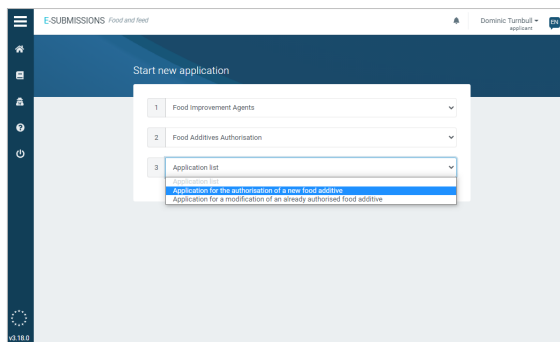 E-SUBMISSIONS Food and feed
Dominic Turnbull
EN
applicant
Start new application
1 Food Improvement Agents
2 Food Additives Authorisation
3 Application list
Application list
Application for the authorisation of a new food additive
Application for a modification of an already authorised food additive
v3.18.0